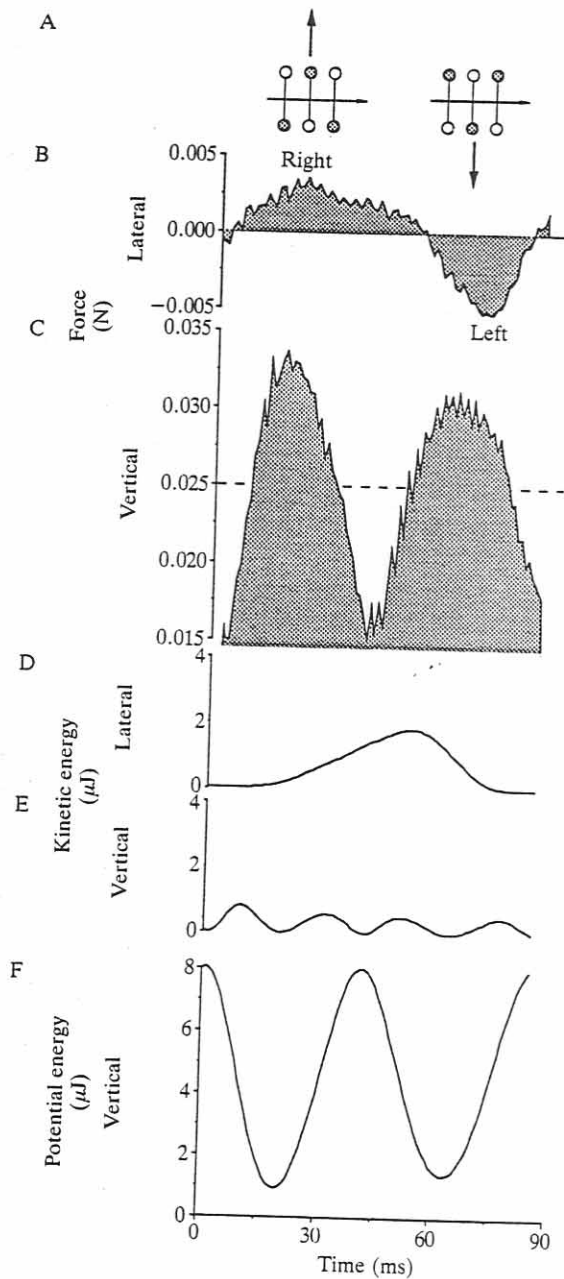 A
B
0.005
Right
Lateral
0.000
−0.005
Left
Force
(N)
C
0.035
0.030
Vertical
0.025
0.020
0.015
D
4
Lateral
2
0
Kinetic energy
(μJ)
E
4
Vertical
2
0
F
8
6
Potential energy
(μJ)
Vertical
4
2
0
0
30
60
90
Time (ms)